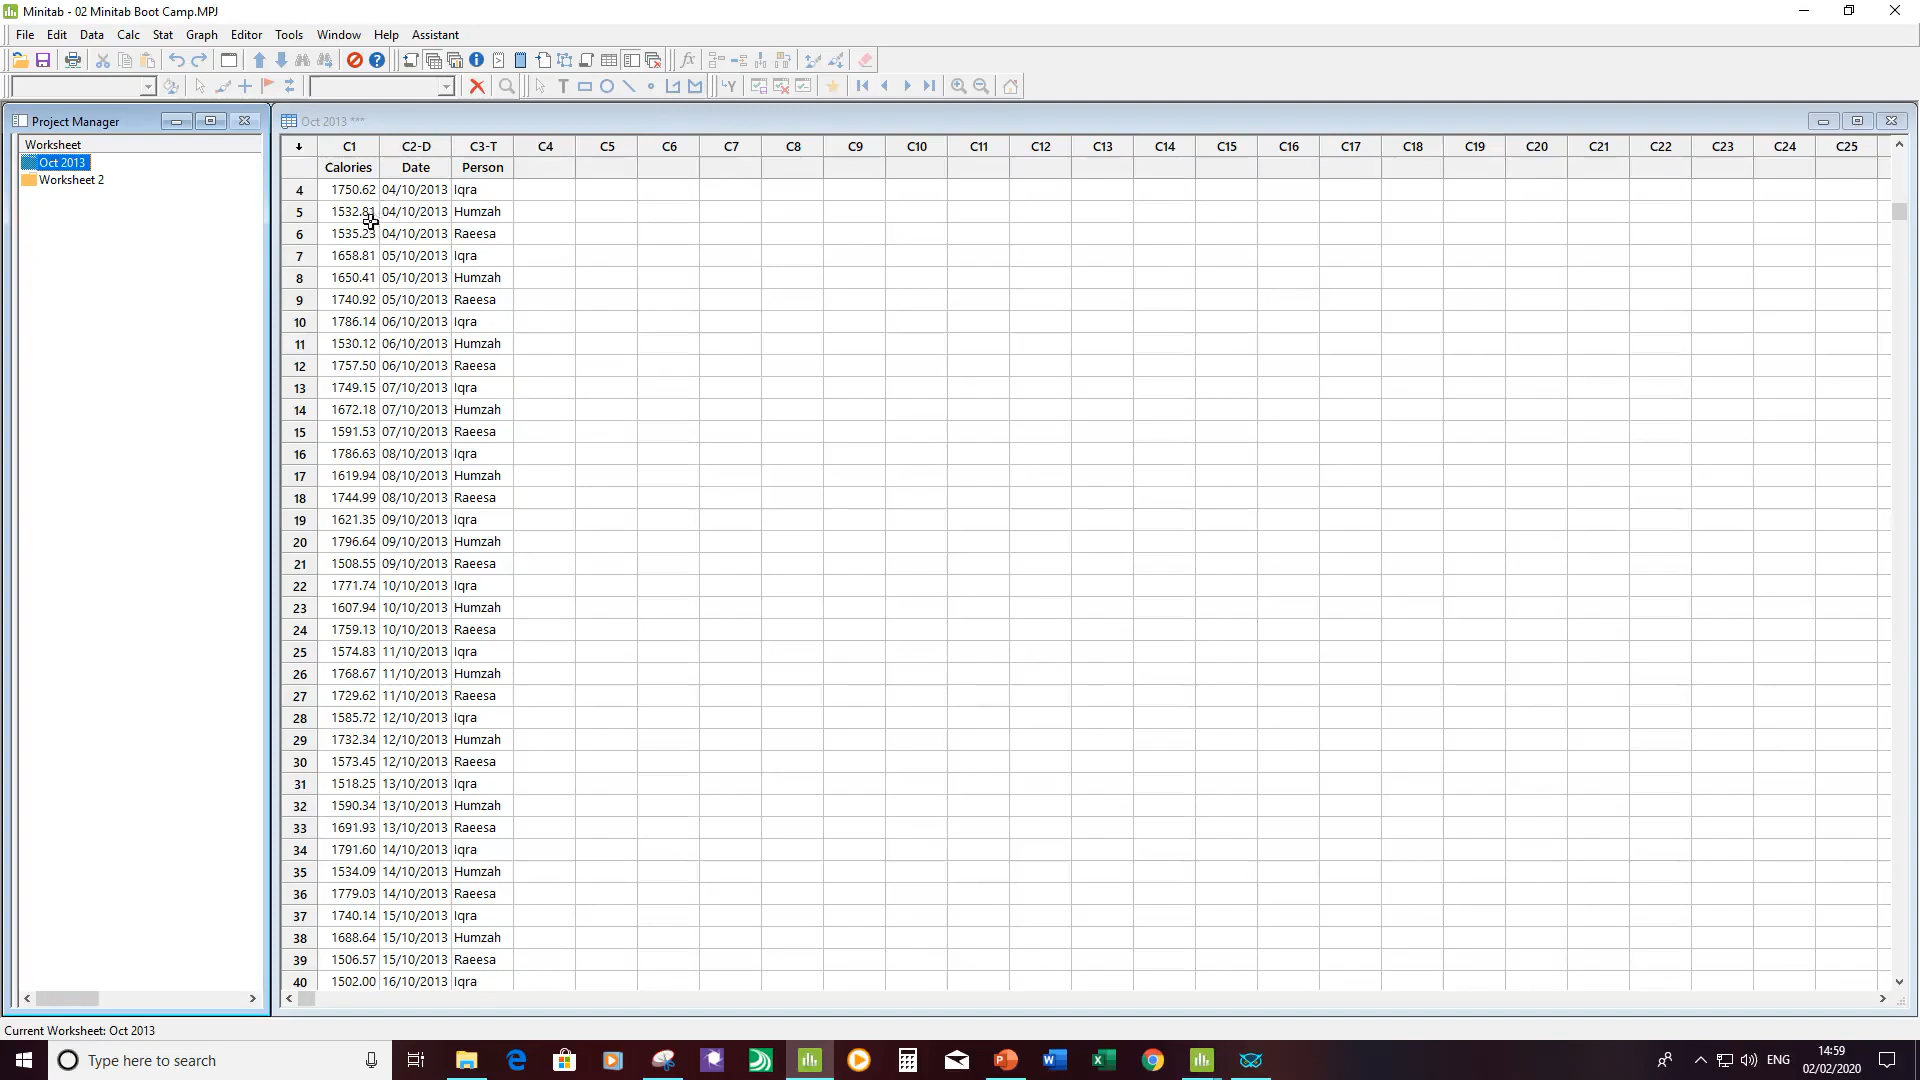 Minitab - 02 Minitab Boot Camp.MPJ
File Edit Data Calc Stat Graph Editor Tools Window Help Assistant
Project Manager
Worksheet
Oct 2013
Worksheet 2
Oct 2013 ***
C1 C2-D C3-T C4 C5 C6 C7 C8 C9 C10 C11 C12 C13 C14 C15 C16 C17 C18 C19 C20 C21 C22 C23 C24 C25
Calories Date Person
4 1750.62 04/10/2013 Iqra
5 1532.81 04/10/2013 Humzah
6 1535.23 04/10/2013 Raeesa
7 1658.81 05/10/2013 Iqra
8 1650.41 05/10/2013 Humzah
9 1740.92 05/10/2013 Raeesa
10 1786.14 06/10/2013 Iqra
11 1530.12 06/10/2013 Humzah
12 1757.50 06/10/2013 Raeesa
13 1749.15 07/10/2013 Iqra
14 1672.18 07/10/2013 Humzah
15 1591.53 07/10/2013 Raeesa
16 1786.63 08/10/2013 Iqra
17 1619.94 08/10/2013 Humzah
18 1744.99 08/10/2013 Raeesa
19 1621.35 09/10/2013 Iqra
20 1796.64 09/10/2013 Humzah
21 1508.55 09/10/2013 Raeesa
22 1771.74 10/10/2013 Iqra
23 1607.94 10/10/2013 Humzah
24 1759.13 10/10/2013 Raeesa
25 1574.83 11/10/2013 Iqra
26 1768.67 11/10/2013 Humzah
27 1729.62 11/10/2013 Raeesa
28 1585.72 12/10/2013 Iqra
29 1732.34 12/10/2013 Humzah
30 1573.45 12/10/2013 Raeesa
31 1518.25 13/10/2013 Iqra
32 1590.34 13/10/2013 Humzah
33 1691.93 13/10/2013 Raeesa
34 1791.60 14/10/2013 Iqra
35 1534.09 14/10/2013 Humzah
36 1779.03 14/10/2013 Raeesa
37 1740.14 15/10/2013 Iqra
38 1688.64 15/10/2013 Humzah
39 1506.57 15/10/2013 Raeesa
40 1502.00 16/10/2013 Iqra
Current Worksheet: Oct 2013
Type here to search
ENG
14:59
02/02/2020